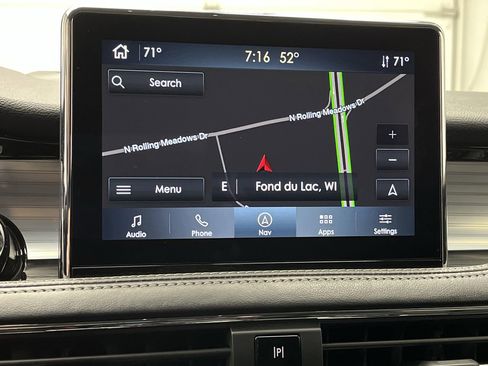 71° 7:16 52° 71°
Search
N Rolling Meadows Dr
N Rolling Meadows Dr
+
−
Menu E Fond du Lac, WI
Audio Phone Nav Apps Settings
P